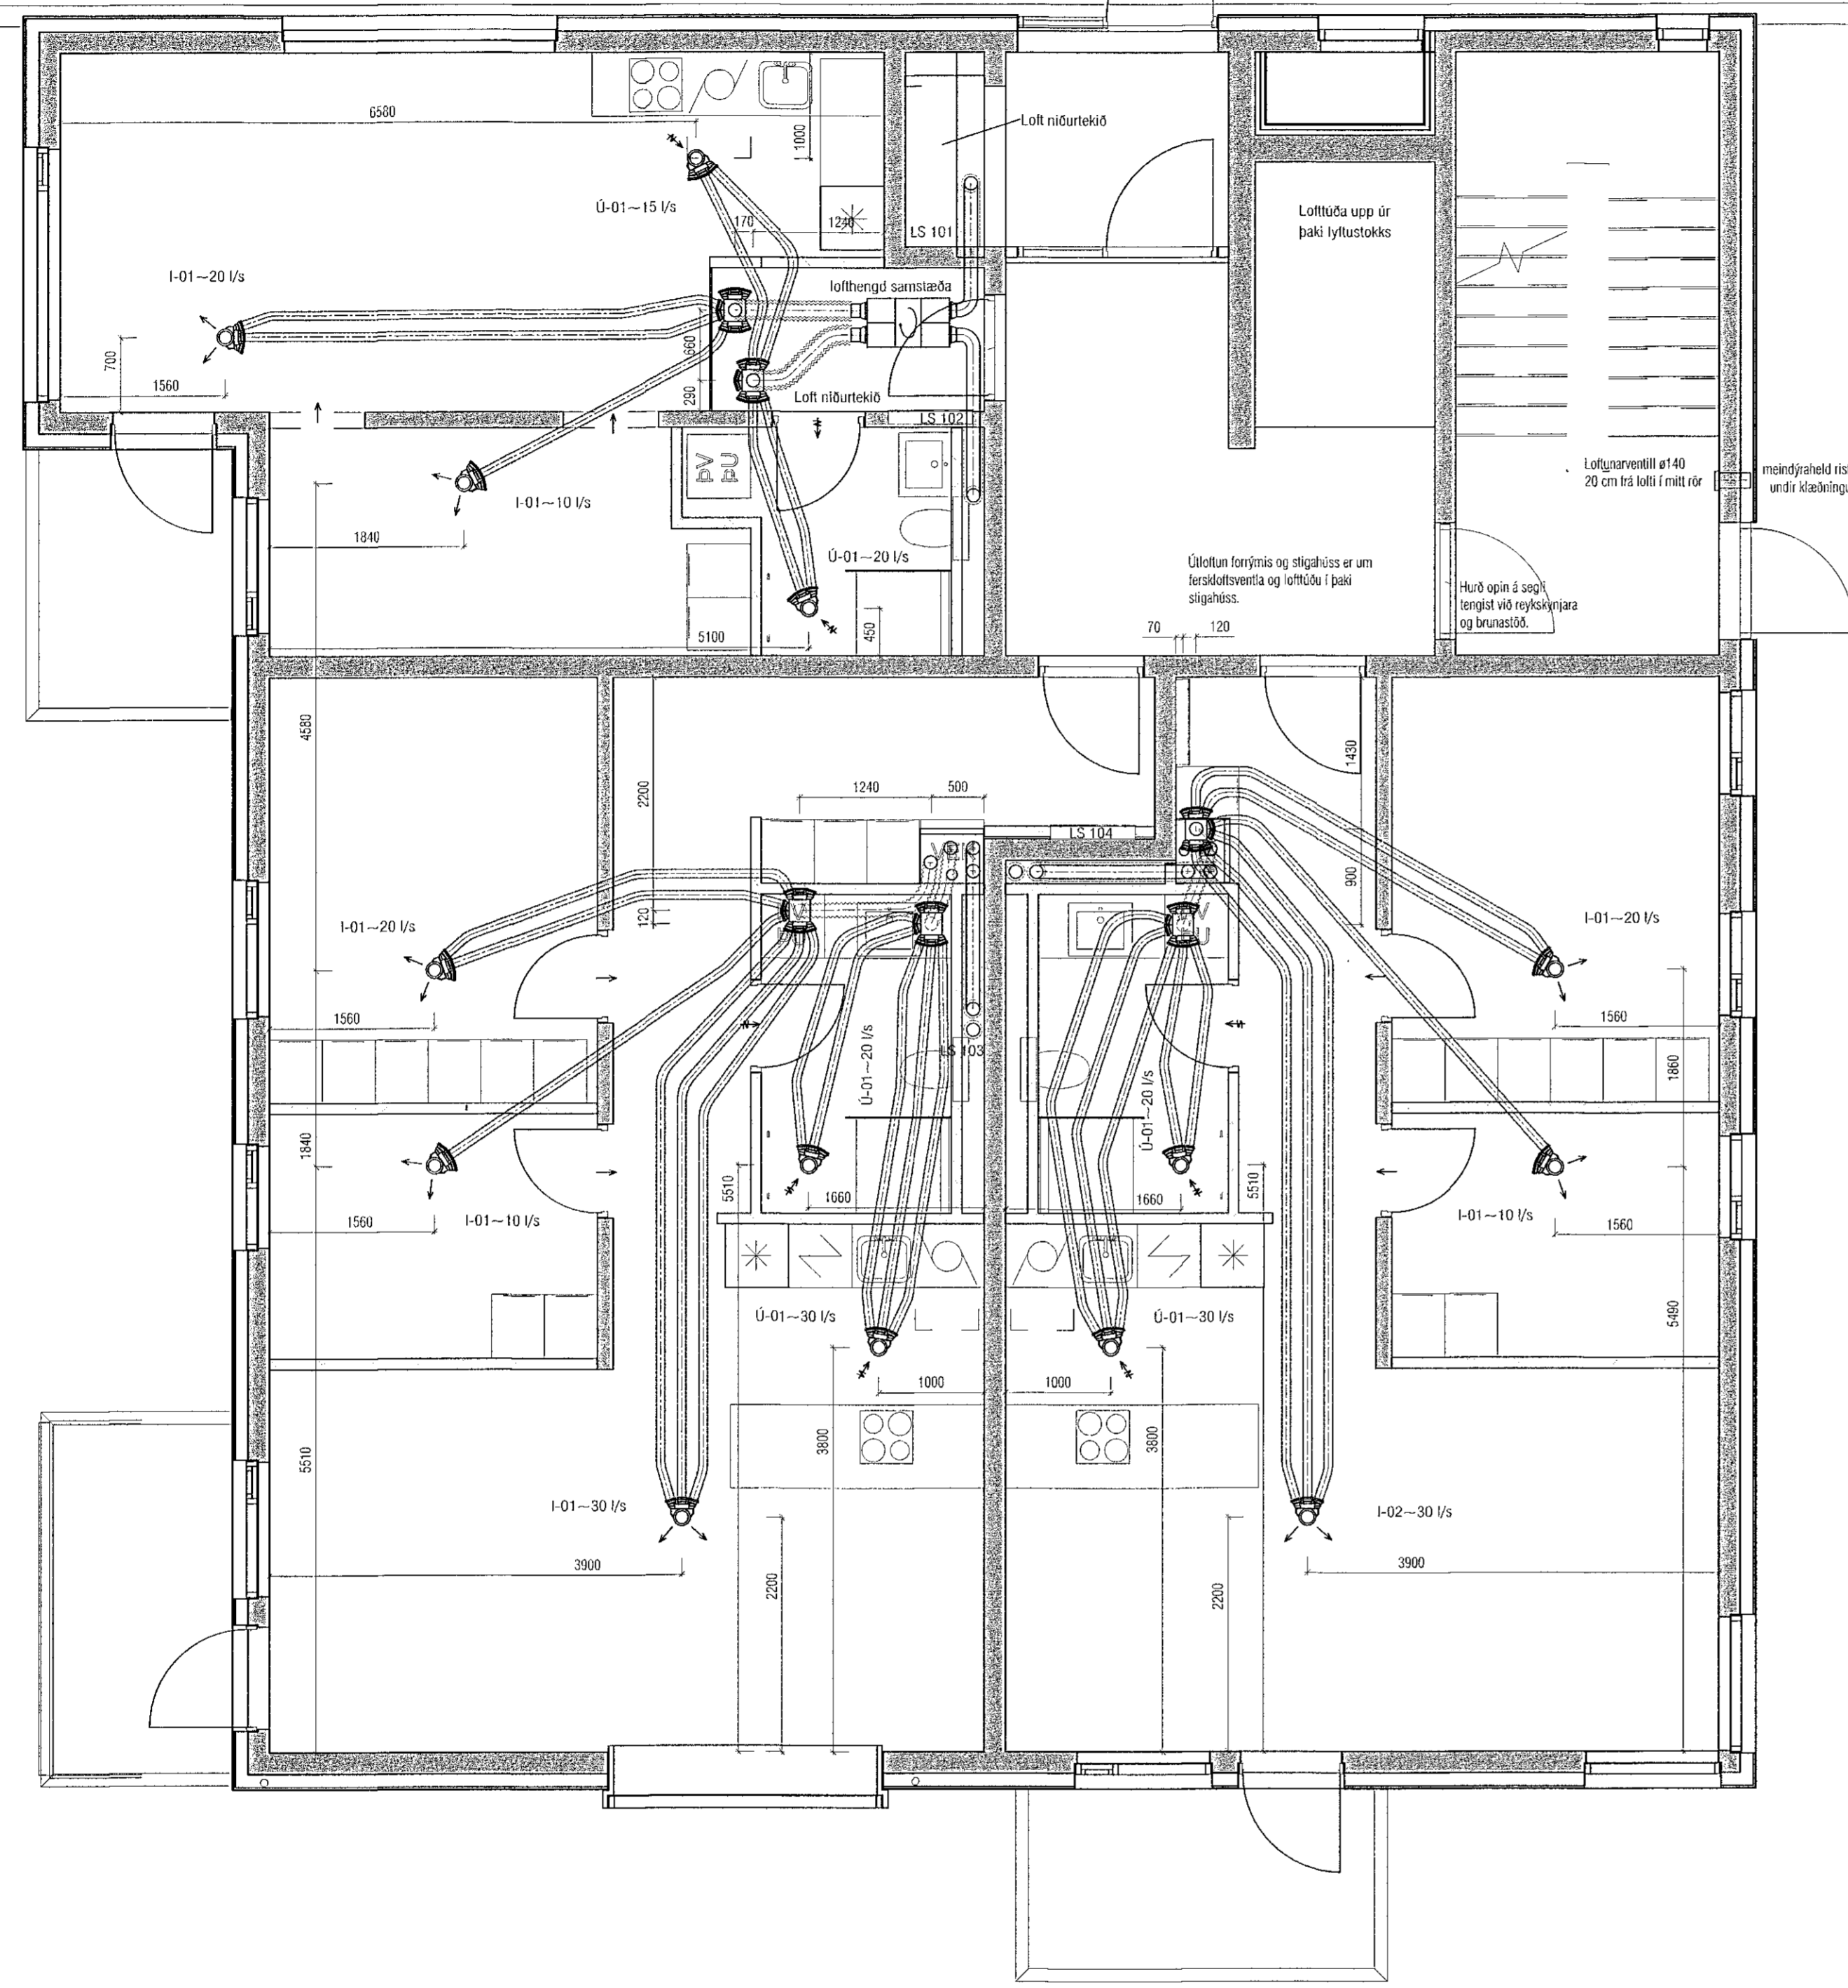 6580
1000
Loft niðurtekið
Ú-01~15 l/s
170
1240
LS 101
Lofttúða upp úr
þaki lyftustokks
I-01~20 l/s
lofthengd samstæða
700
1560
660
290
Loft niðurtekið
LS 102
ÞV
ÞU
I-01~10 l/s
1840
Ú-01~20 l/s
5100
450
Loftunarventill ø140
20 cm frá lofti í mitt rör
meindýraheld rist
undir klæðningu
Útloftun forrýmis og stigahúss er um
ferskloftsventla og lofttúðu í þaki
stigahúss.
Hurð opin á segli
tengist við reykskynjara
og brunastöð.
70
120
4580
2200
1240
500
1430
LS 104
900
120
I-01~20 l/s
I-01~20 l/s
1560
1560
Ú-01~20 l/s
LS 103
Ú-01~20 l/s
1860
1840
5510
1660
1660
5510
I-01~10 l/s
1560
I-01~10 l/s
1560
Ú-01~30 l/s
Ú-01~30 l/s
5490
1000
1000
5510
3800
3800
I-01~30 l/s
I-02~30 l/s
3900
3900
2200
2200